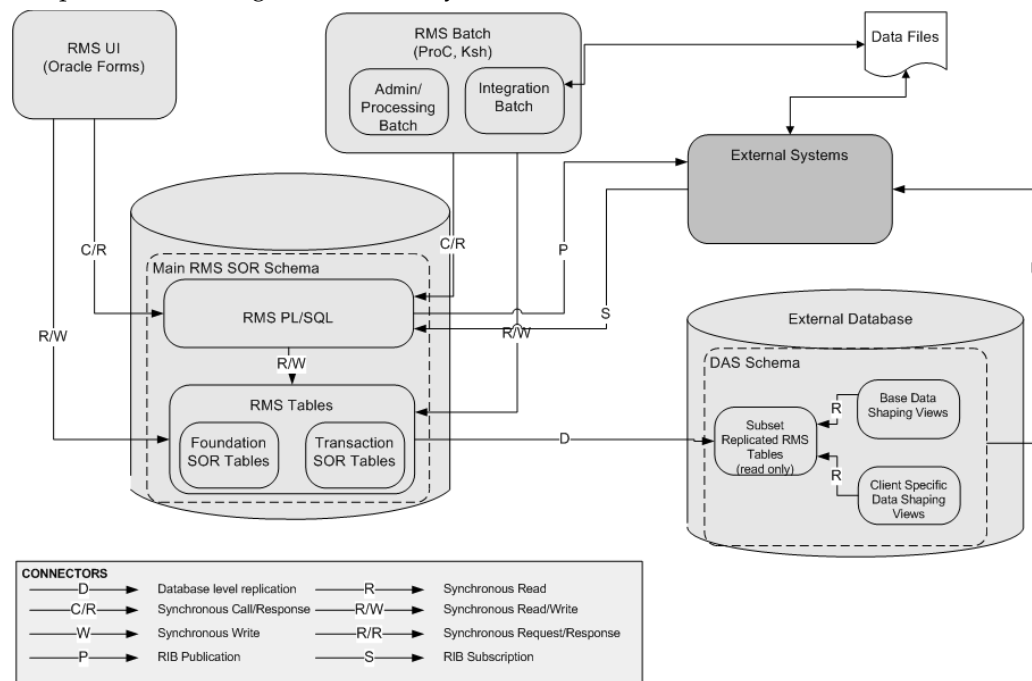 RMS UI
(Oracle Forms)
RMS Batch
(ProC, Ksh)
Admin/
Processing
Batch
Integration
Batch
Data Files
External Systems
C/R
P
C/R
Main RMS SOR Schema
RMS PL/SQL
S
R/W
R/W
R/W
RMS Tables
Foundation
SOR Tables
Transaction
SOR Tables
D
External Database
DAS Schema
Subset
Replicated RMS
Tables
(read only)
R
Base Data
Shaping Views
R
Client Specific
Data Shaping
Views
CONNECTORS
D Database level replication
R Synchronous Read
C/R Synchronous Call/Response
R/W Synchronous Read/Write
W Synchronous Write
R/R Synchronous Request/Response
P RIB Publication
S RIB Subscription